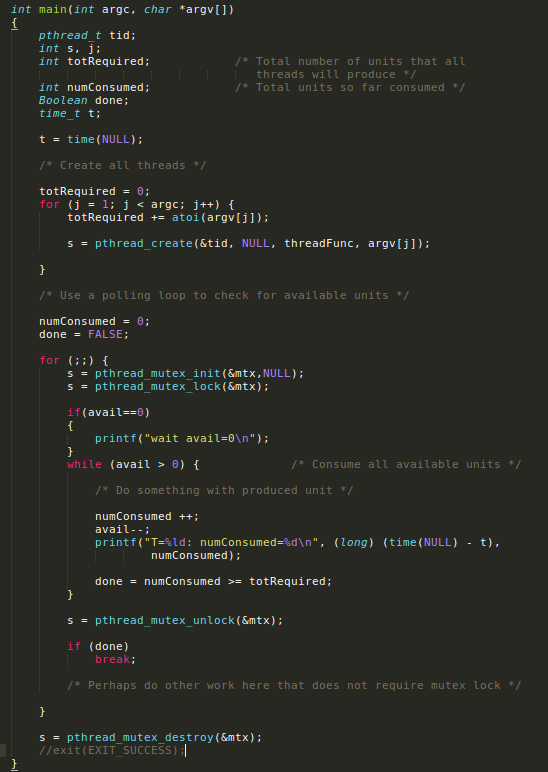 int main(int argc, char *argv[])
{
    pthread_t tid;
    int s, j;
    int totRequired;            /* Total number of units that all
                                   threads will produce */
    int numConsumed;            /* Total units so far consumed */
    Boolean done;
    time_t t;

    t = time(NULL);

    /* Create all threads */

    totRequired = 0;
    for (j = 1; j < argc; j++) {
        totRequired += atoi(argv[j]);

        s = pthread_create(&tid, NULL, threadFunc, argv[j]);

    }

    /* Use a polling loop to check for available units */

    numConsumed = 0;
    done = FALSE;

    for (;;) {
        s = pthread_mutex_init(&mtx,NULL);
        s = pthread_mutex_lock(&mtx);

        if(avail==0)
        {
            printf("wait avail=0\n");
        }
        while (avail > 0) {             /* Consume all available units */

            /* Do something with produced unit */

            numConsumed ++;
            avail--;
            printf("T=%ld: numConsumed=%d\n", (long) (time(NULL) - t),
                    numConsumed);

            done = numConsumed >= totRequired;
        }

        s = pthread_mutex_unlock(&mtx);

        if (done)
            break;

        /* Perhaps do other work here that does not require mutex lock */

    }

    s = pthread_mutex_destroy(&mtx);
    //exit(EXIT_SUCCESS);
}